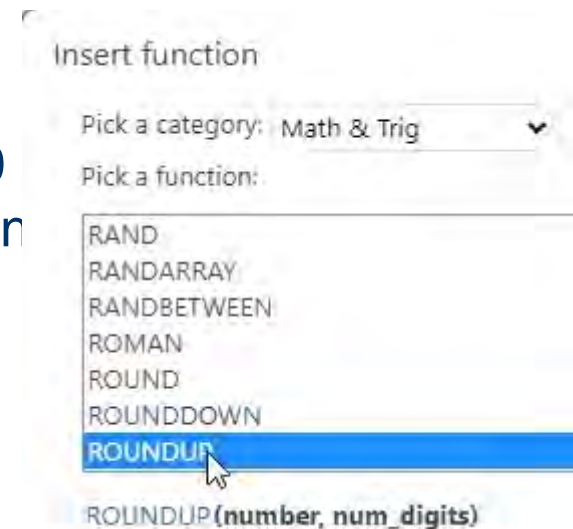 Insert function
Pick a category: Math & Trig
)
Pick a function:
n
RAND
RANDARRAY
RANDBETWEEN
ROMAN
ROUND
ROUNDDOWN
ROUNDUP
ROUNDUP(number, num_digits)